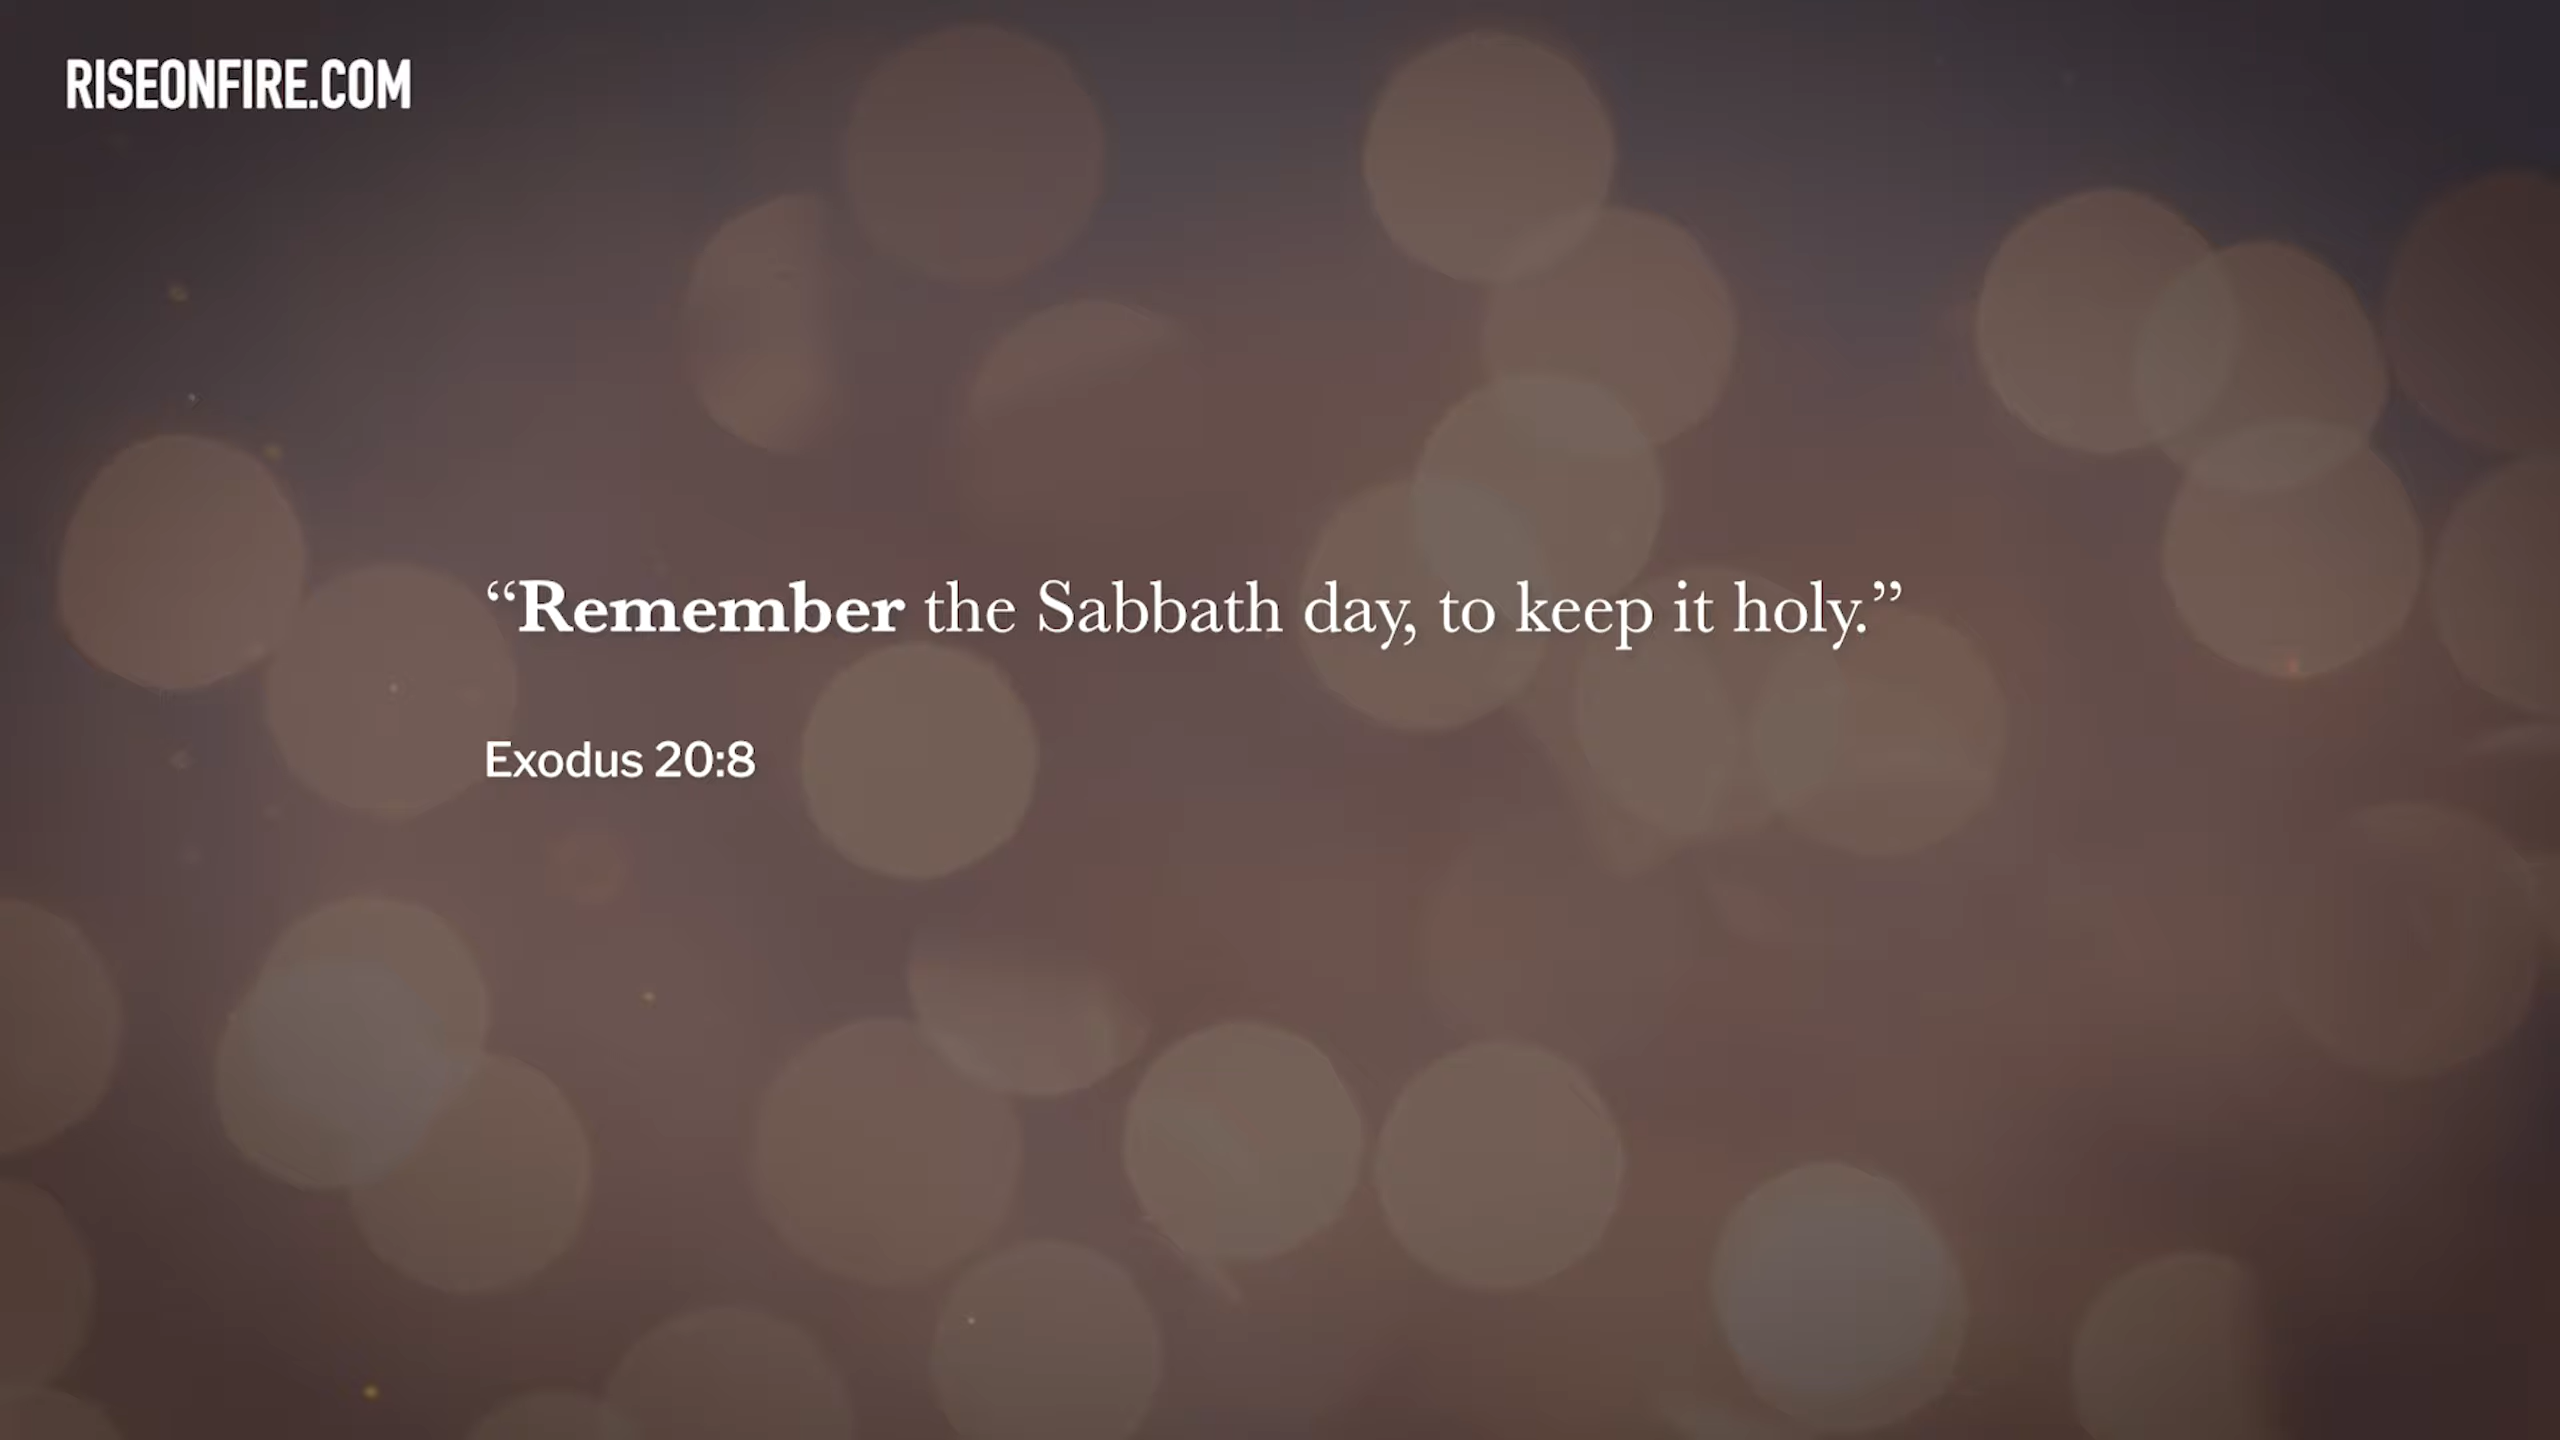 RISEONFIRE.COM
“Remember the Sabbath day, to keep it holy.”
Exodus 20:8